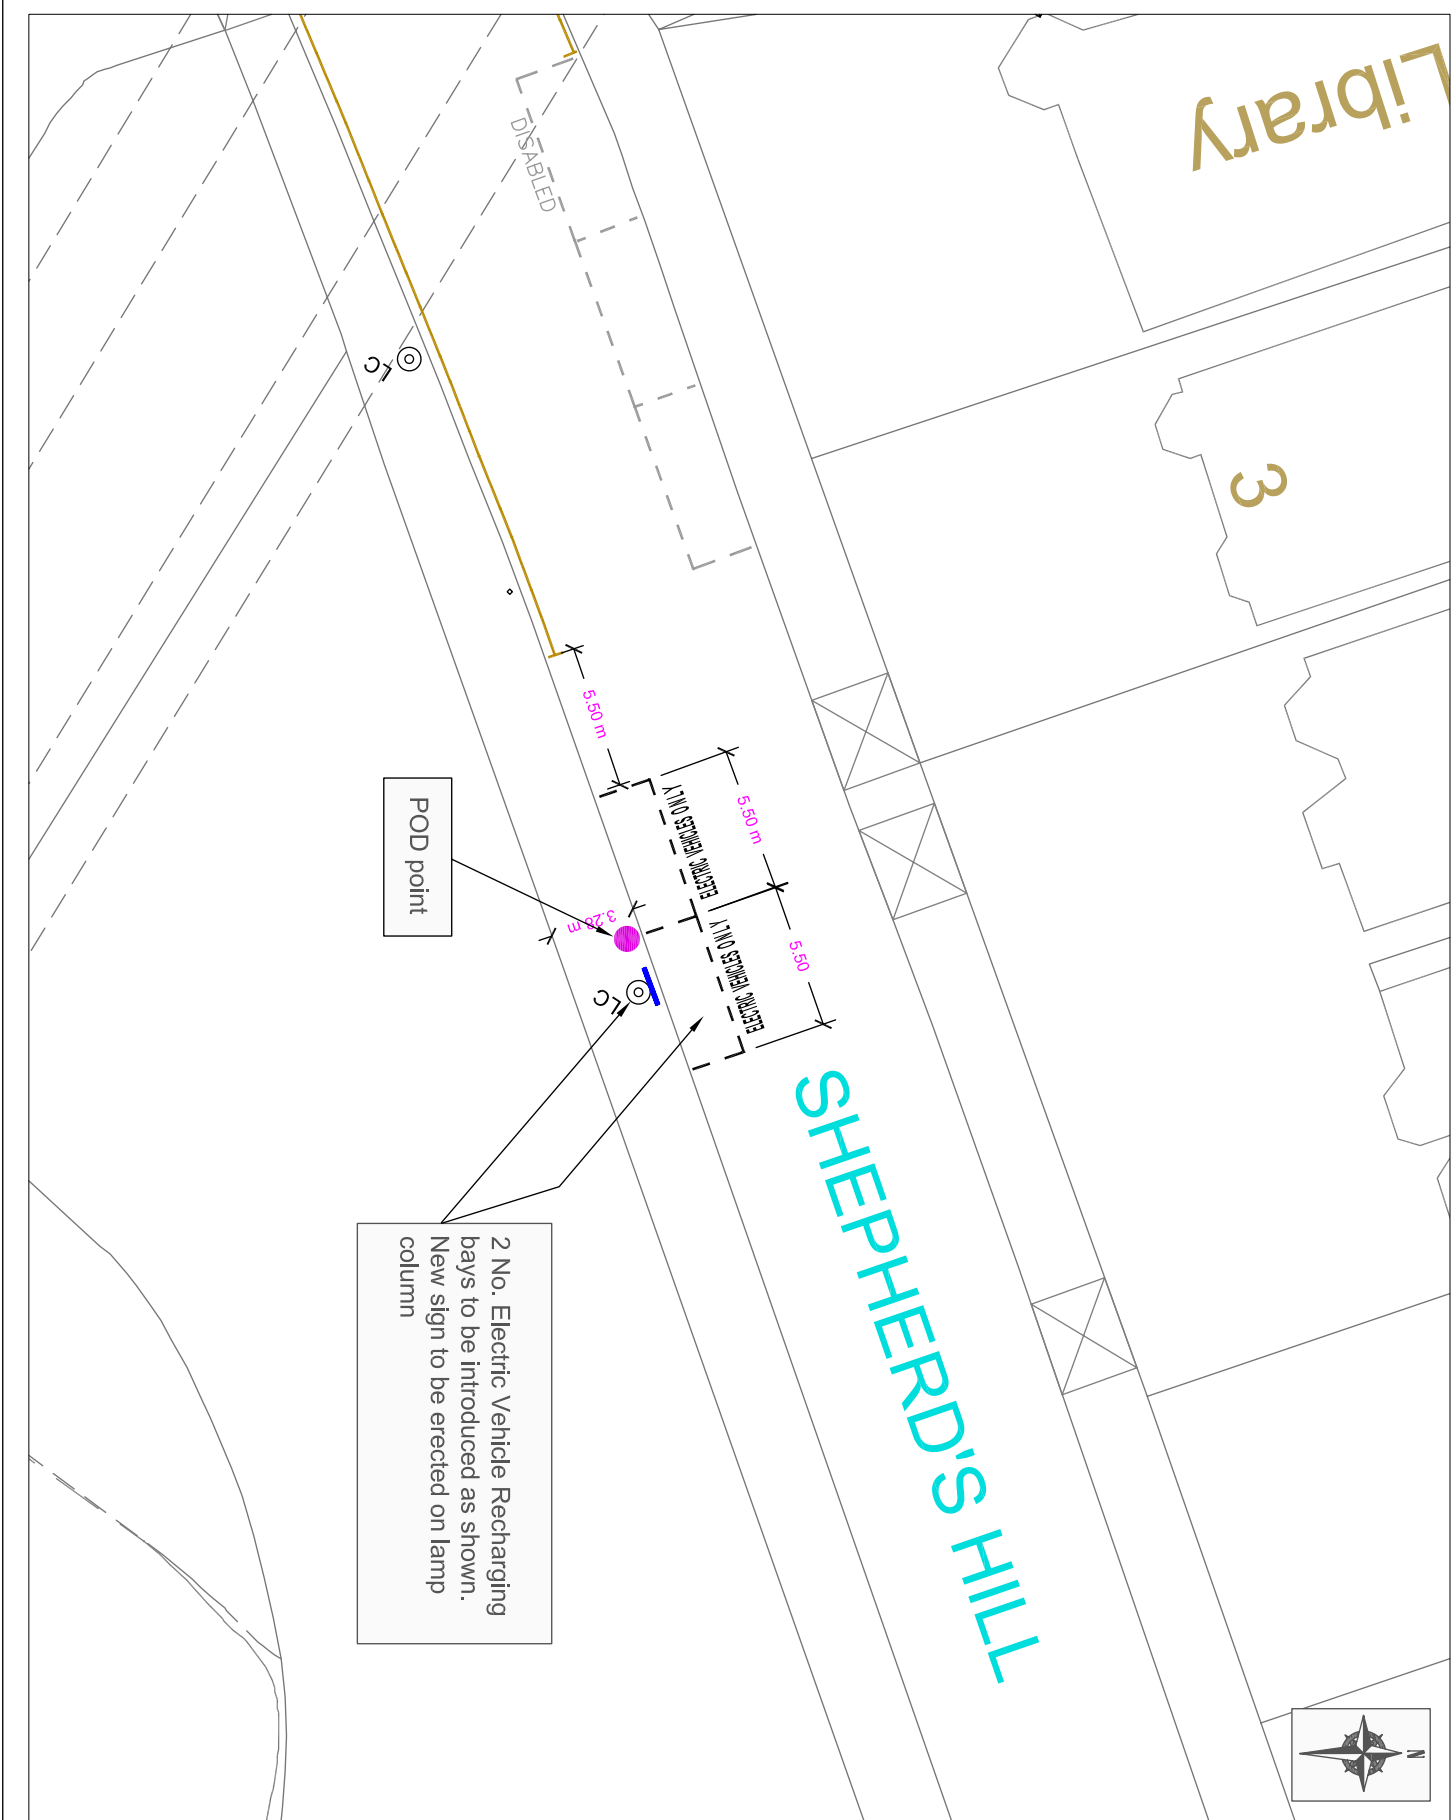 Library
3
DISABLED
LC
5.50 m
5.50 m
5.50
ELECTRIC VEHICLES ONLY
ELECTRIC VEHICLES ONLY
3.28 m
POD point
LC
SHEPHERD'S HILL
2 No. Electric Vehicle Recharging
bays to be introduced as shown.
New sign to be erected on lamp
column
N